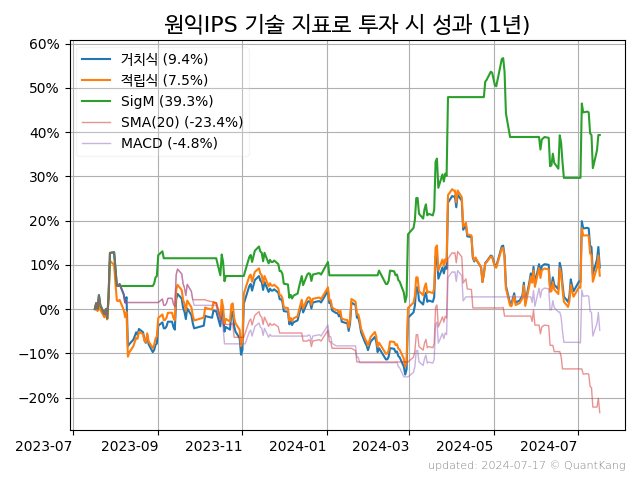 원익IPS 기술 지표로 투자 시 성과 (1년)
60%
50%
40%
30%
20%
10%
0%
−10%
−20%
거치식 (9.4%)
적립식 (7.5%)
SigM (39.3%)
SMA(20) (-23.4%)
MACD (-4.8%)
2023-07 2023-09 2023-11 2024-01 2024-03 2024-05 2024-07
updated: 2024-07-17 © QuantKang